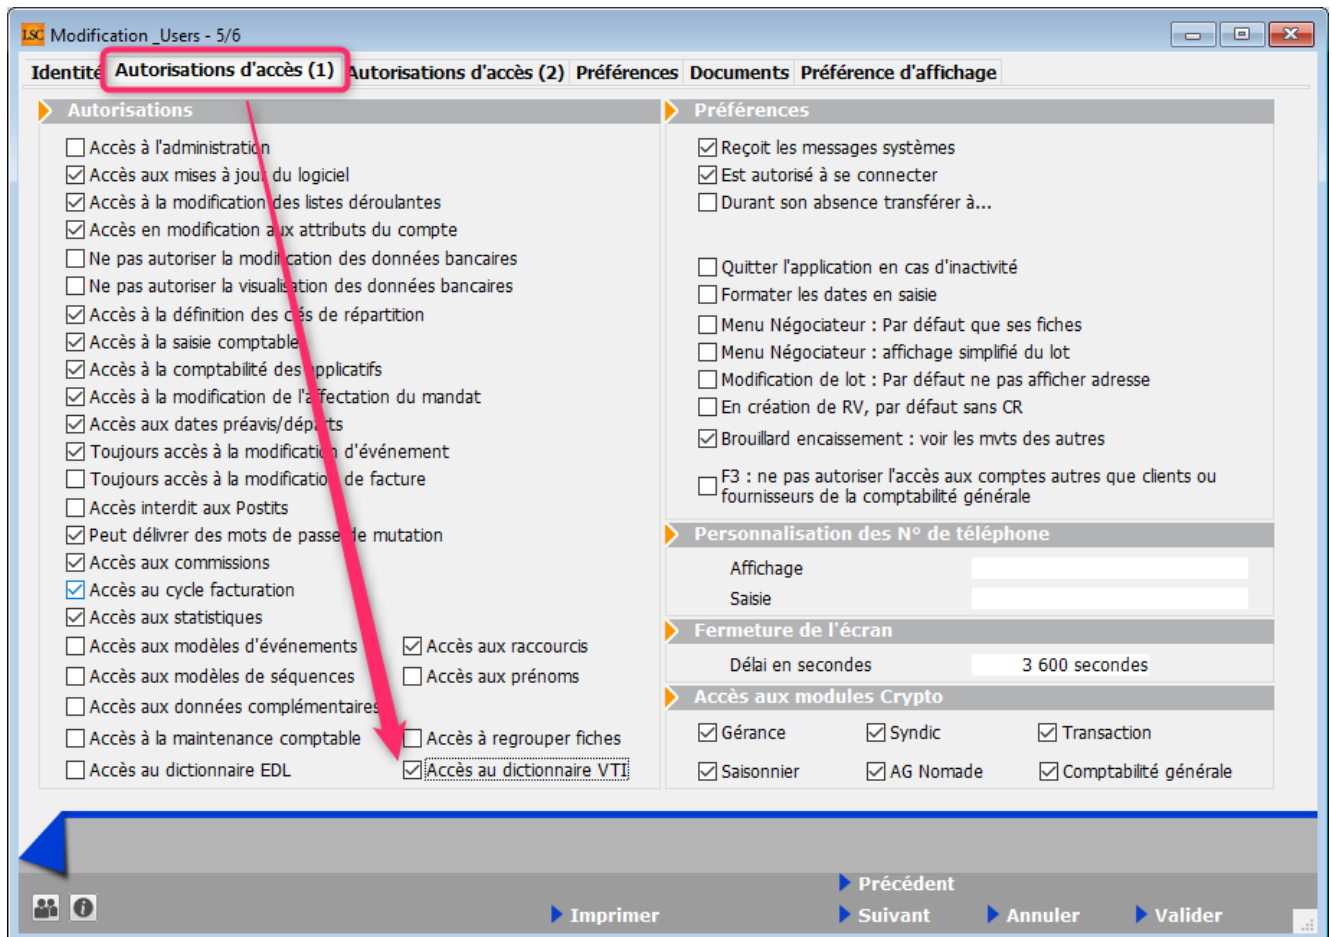 LSC Modification _Users - 5/6
Identité Autorisations d'accès (1) Autorisations d'accès (2) Préférences Documents Préférence d'affichage
Autorisations
Accès à l'administration
Accès aux mises à jour du logiciel
Accès à la modification des listes déroulantes
Accès en modification aux attributs du compte
Ne pas autoriser la modification des données bancaires
Ne pas autoriser la visualisation des données bancaires
Accès à la définition des clés de répartition
Accès à la saisie comptable
Accès à la comptabilité des applicatifs
Accès à la modification de l'affectation du mandat
Accès aux dates préavis/départs
Toujours accès à la modification d'événement
Toujours accès à la modification de facture
Accès interdit aux Postits
Peut délivrer des mots de passe de mutation
Accès aux commissions
Accès au cycle facturation
Accès aux statistiques
Accès aux modèles d'événements Accès aux raccourcis
Accès aux modèles de séquences Accès aux prénoms
Accès aux données complémentaires
Accès à la maintenance comptable Accès à regrouper fiches
Accès au dictionnaire EDL Accès au dictionnaire VTI
Préférences
Reçoit les messages systèmes
Est autorisé à se connecter
Durant son absence transférer à...
Quitter l'application en cas d'inactivité
Formater les dates en saisie
Menu Négociateur : Par défaut que ses fiches
Menu Négociateur : affichage simplifié du lot
Modification de lot : Par défaut ne pas afficher adresse
En création de RV, par défaut sans CR
Brouillard encaissement : voir les mvts des autres
F3 : ne pas autoriser l'accès aux comptes autres que clients ou
fournisseurs de la comptabilité générale
Personnalisation des N° de téléphone
Affichage
Saisie
Fermeture de l'écran
Délai en secondes 3 600 secondes
Accès aux modules Crypto
Gérance Syndic Transaction
Saisonnier AG Nomade Comptabilité générale
Précédent
Imprimer Suivant Annuler Valider